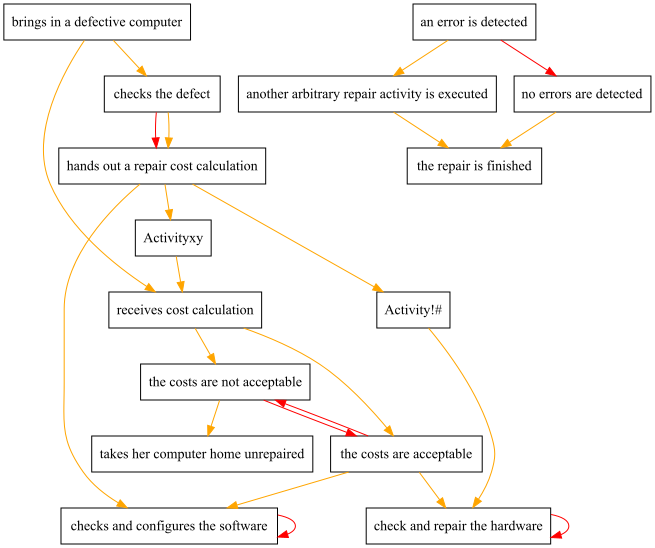 brings in a defective computer
an error is detected
checks the defect
another arbitrary repair activity is executed
no errors are detected
hands out a repair cost calculation
the repair is finished
Activityxy
receives cost calculation
Activity!#
the costs are not acceptable
takes her computer home unrepaired
the costs are acceptable
checks and configures the software
check and repair the hardware